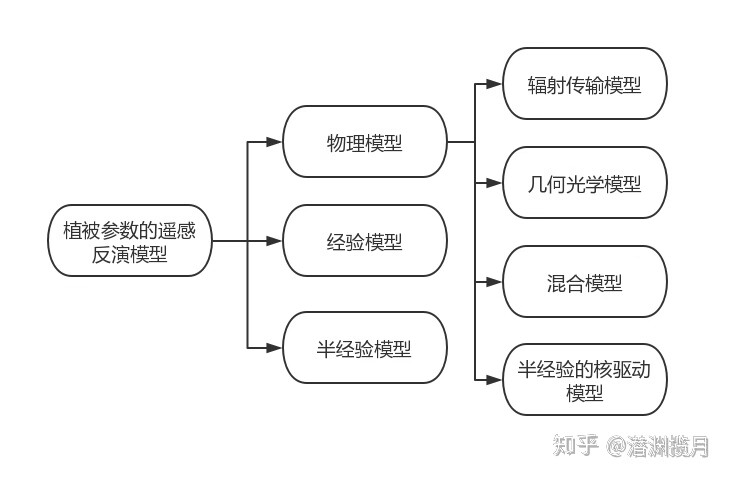 植被参数的遥感
反演模型
物理模型
经验模型
半经验模型
辐射传输模型
几何光学模型
混合模型
半经验的核驱动
模型
知乎 @潜渊揽月